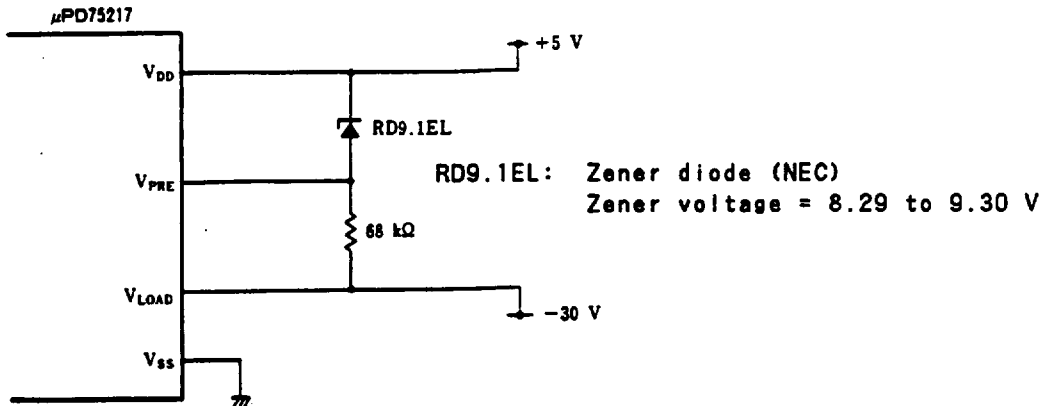 μPD75217
+5 V
VDD
RD9.1EL
VPRE
RD9.1EL: Zener diode (NEC)
Zener voltage = 8.29 to 9.30 V
68 kΩ
VLOAD
−30 V
VSS